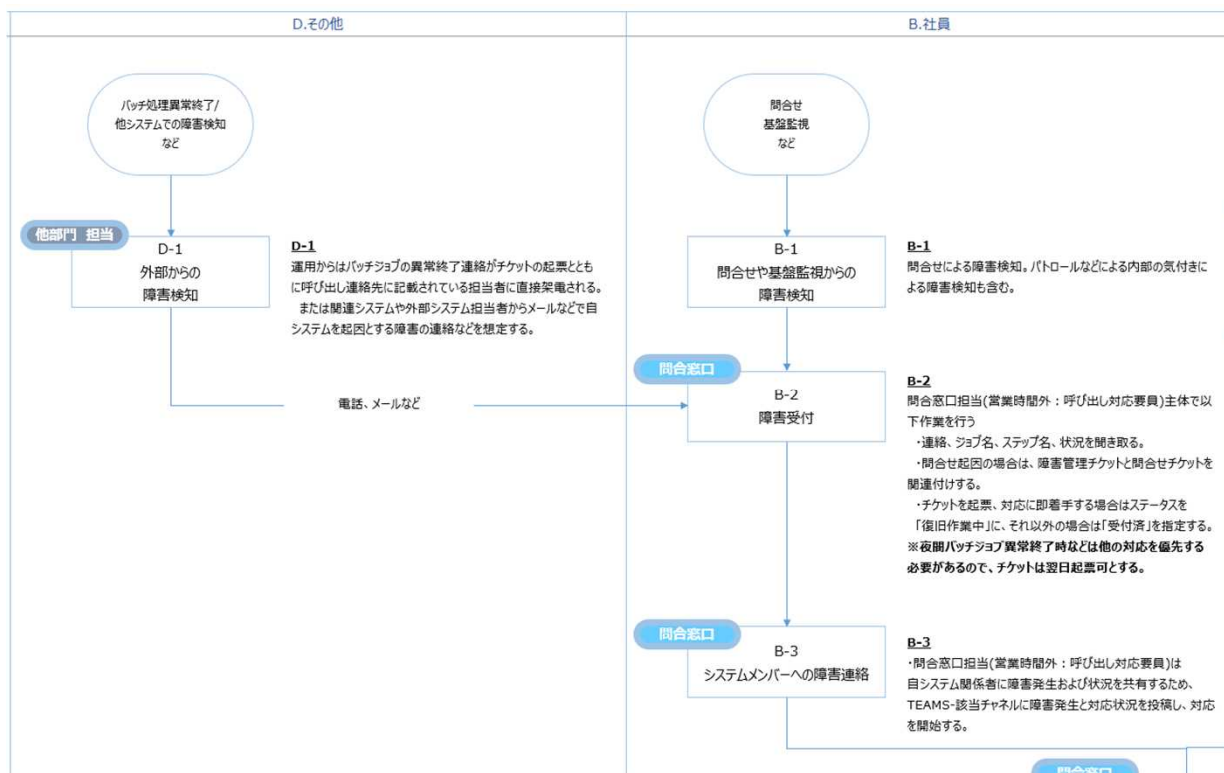 D.その他
バッチ処理異常終了/
他システムでの障害検知
など
他部門 担当
D-1
外部からの
障害検知
D-1
運用からはバッチジョブの異常終了連絡がチケットの起票ととも
に呼び出し連絡先に記載されている担当者に直接架電される。
または関連システムや外部システム担当者からメールなどで自
システムを起因とする障害の連絡などを想定する。
電話、メールなど
B.社員
問合せ
基盤監視
など
B-1
問合せや基盤監視からの
障害検知
B-1
問合せによる障害検知。パトロールなどによる内部の気付きに
よる障害検知も含む。
問合窓口
B-2
障害受付
B-2
問合窓口担当(営業時間外:呼び出し対応要員)主体で以
下作業を行う
・連絡、ジョブ名、ステップ名、状況を聞き取る。
・問合せ起因の場合は、障害管理チケットと問合せチケットを
関連付けする。
・チケットを起票、対応に即着手する場合はステータスを
「復旧作業中」に、それ以外の場合は「受付済」を指定する。
※夜間バッチジョブ異常終了時などは他の対応を優先する
必要があるので、チケットは翌日起票可とする。
問合窓口
B-3
システムメンバーへの障害連絡
B-3
・問合窓口担当(営業時間外:呼び出し対応要員)は
自システム関係者に障害発生および状況を共有するため、
TEAMS-該当チャネルに障害発生と対応状況を投稿し、対応
を開始する。
問合窓口